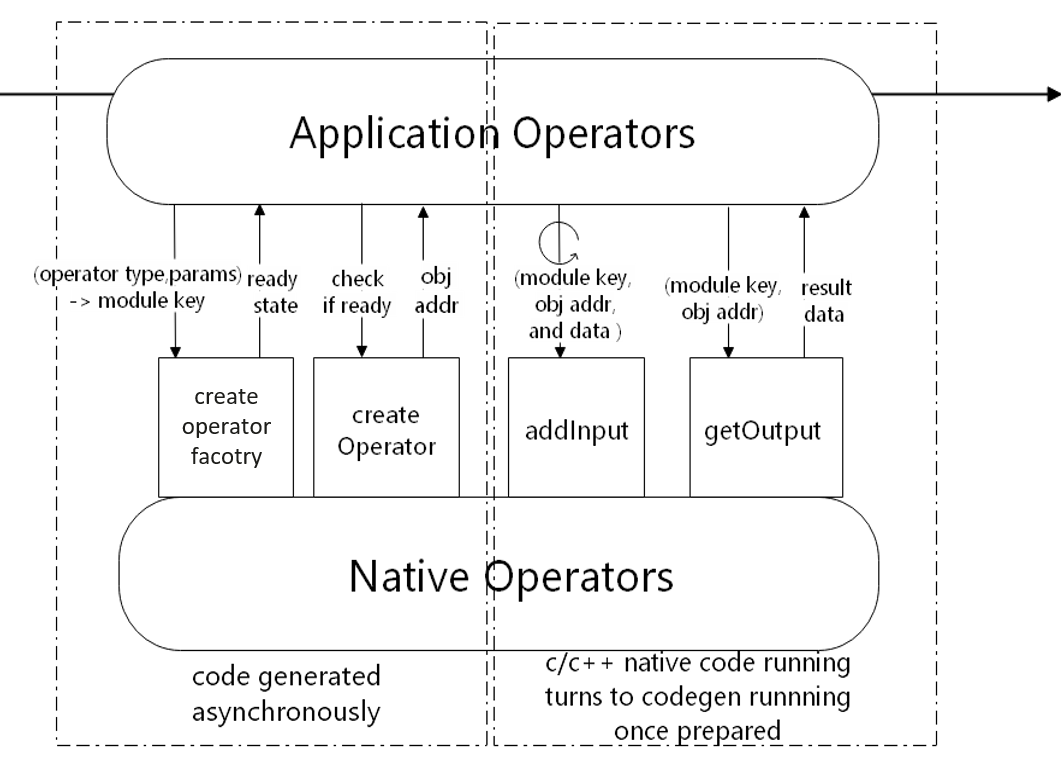 Application Operators
(operator type,params)
-> module key
ready
state
check
if ready
obj
addr
(module key,
obj addr,
and data )
(module key,
obj addr)
result
data
create
operator
facotry
create
Operator
addInput
getOutput
Native Operators
code generated
asynchronously
c/c++ native code running
turns to codegen runnning
once prepared